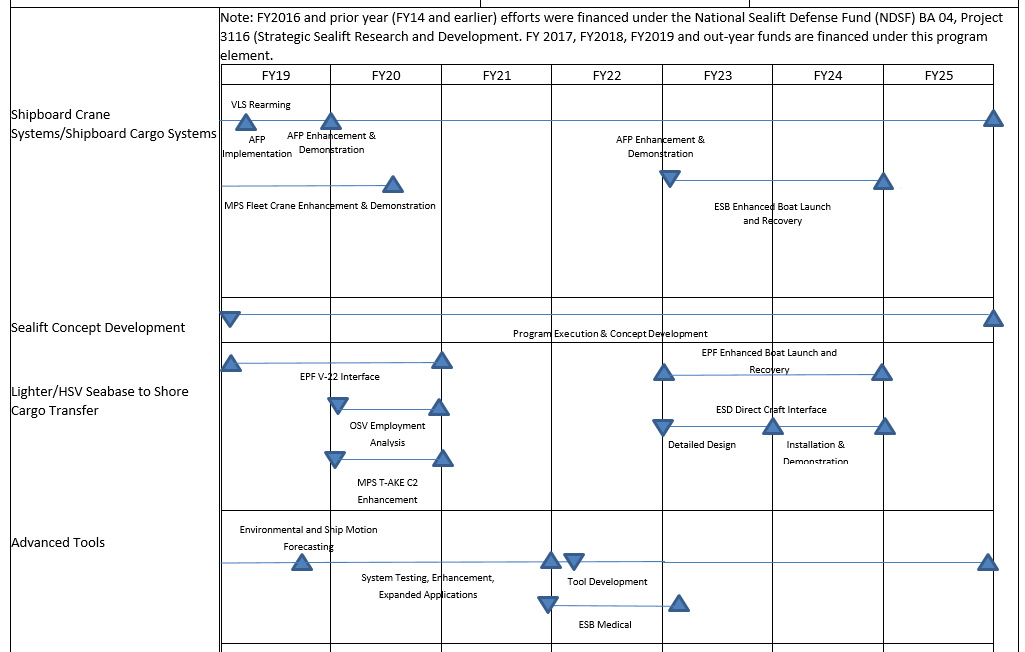 Note: FY2016 and prior year (FY14 and earlier) efforts were financed under the National Sealift Defense Fund (NDSF) BA 04, Project
3116 (Strategic Sealift Research and Development. FY 2017, FY2018, FY2019 and out-year funds are financed under this program
element.
FY19 FY20 FY21 FY22 FY23 FY24 FY25
Shipboard Crane
Systems/Shipboard Cargo Systems
VLS Rearming
AFP
Implementation
AFP Enhancement &
Demonstration
AFP Enhancement &
Demonstration
MPS Fleet Crane Enhancement & Demonstration
ESB Enhanced Boat Launch
and Recovery
Sealift Concept Development
Program Execution & Concept Development
Lighter/HSV Seabase to Shore
Cargo Transfer
EPF V-22 Interface
EPF Enhanced Boat Launch and
Recovery
OSV Employment
Analysis
ESD Direct Craft Interface
Detailed Design
Installation &
Demonstration
MPS T-AKE C2
Enhancement
Advanced Tools
Environmental and Ship Motion
Forecasting
System Testing, Enhancement,
Expanded Applications
Tool Development
ESB Medical